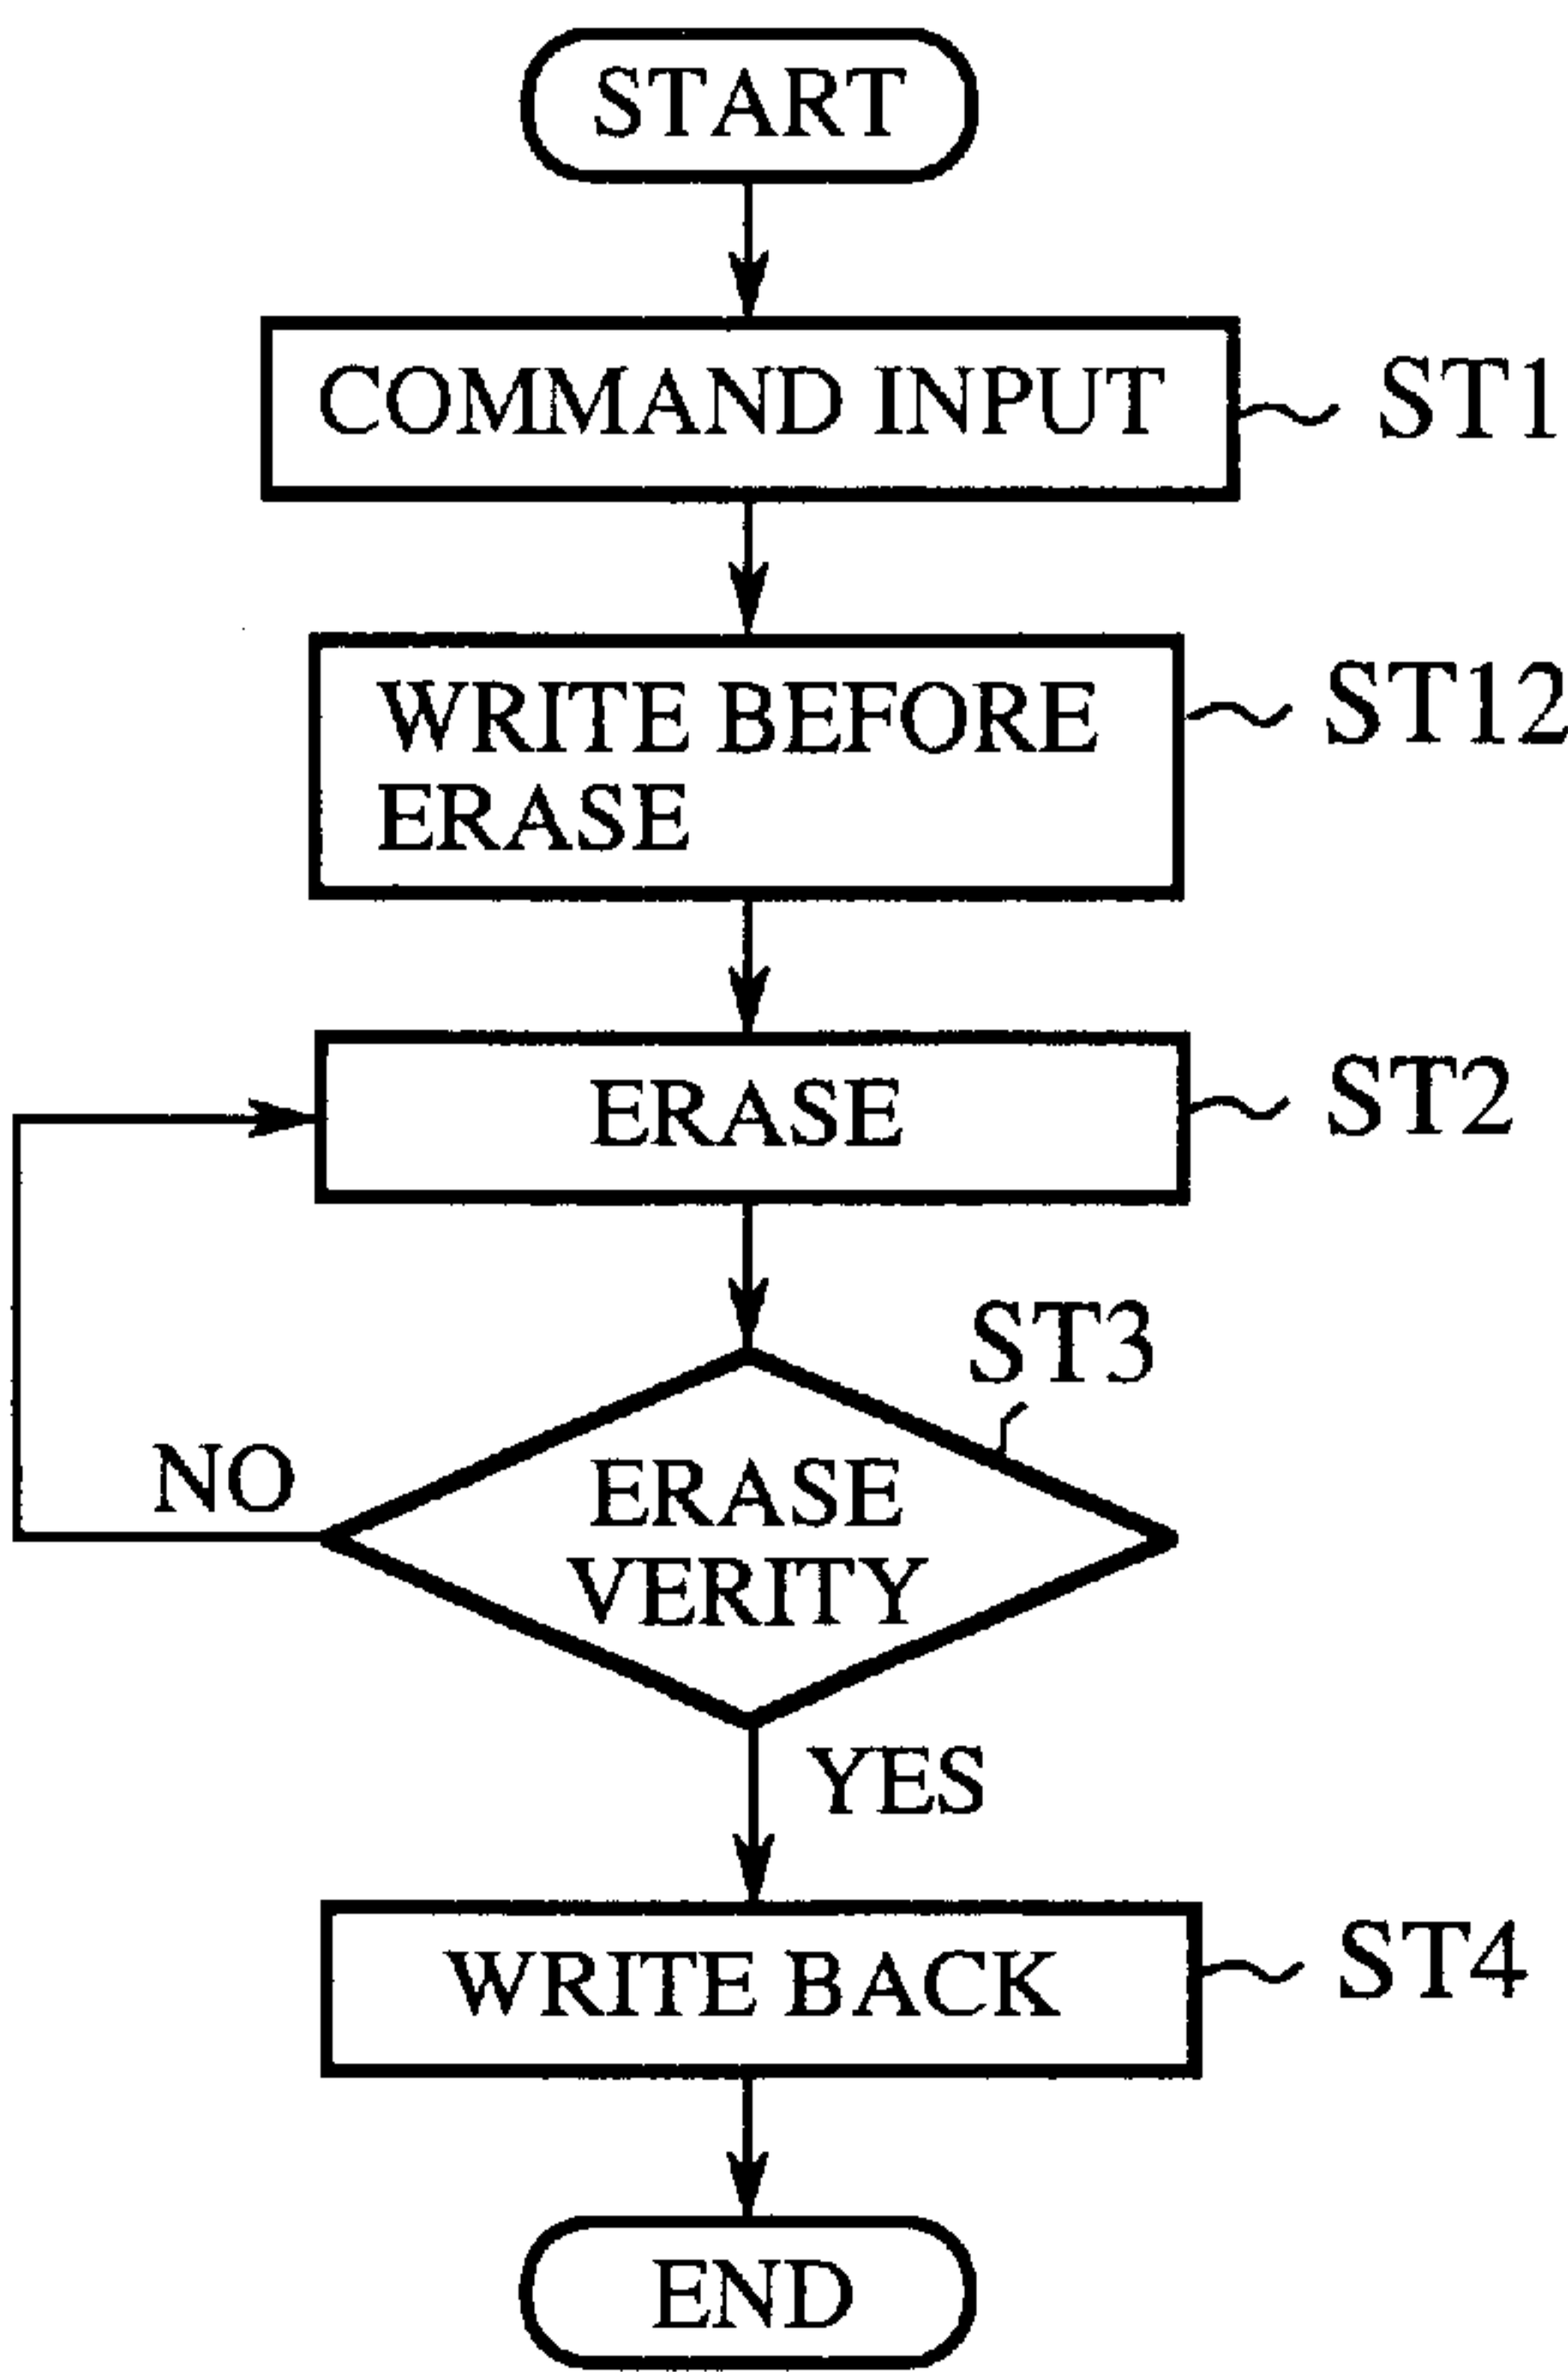 START
COMMAND INPUT
ST1
WRITE BEFORE
ERASE
ST12
ERASE
ST2
ST3
ERASE
VERITY
NO
YES
WRITE BACK
ST4
END